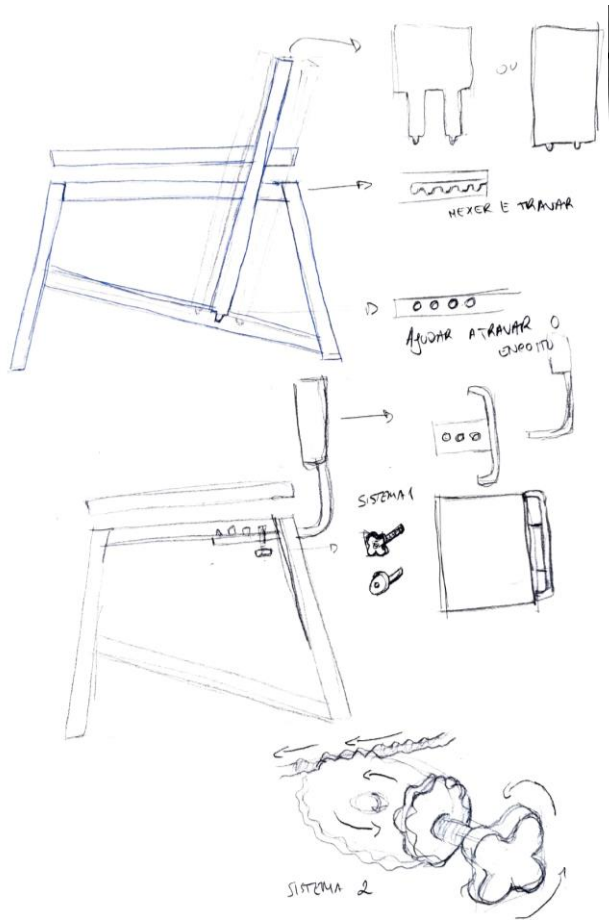 OU
MEXER E TRAVAR
AJUDAR A TRAVAR O
ENCOSTO
SISTEMA 1
SISTEMA 2